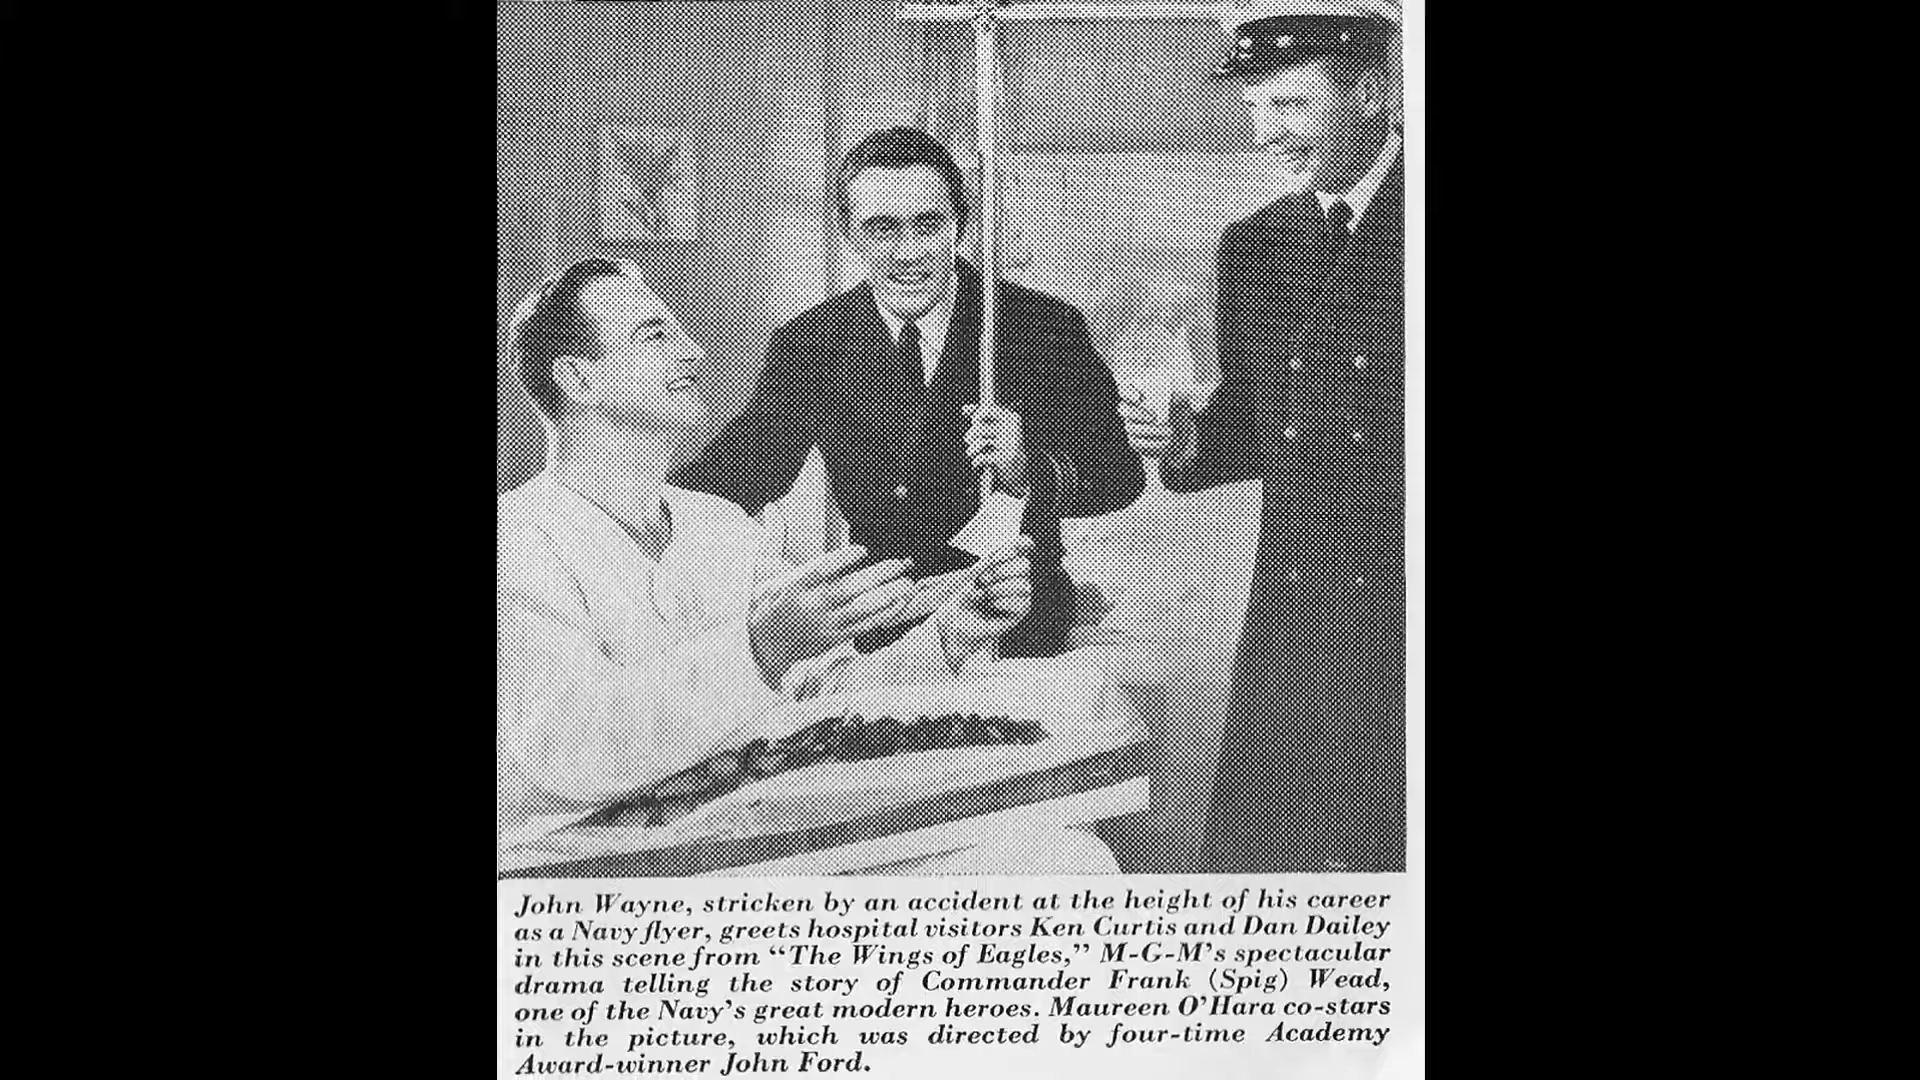 John Wayne, stricken by an accident at the height of his career
as a Navy flyer, greets hospital visitors Ken Curtis and Dan Dailey
in this scene from “The Wings of Eagles,” M-G-M’s spectacular
drama telling the story of Commander Frank (Spig) Wead,
one of the Navy’s great modern heroes. Maureen O’Hara co-stars
in the picture, which was directed by four-time Academy
Award-winner John Ford.